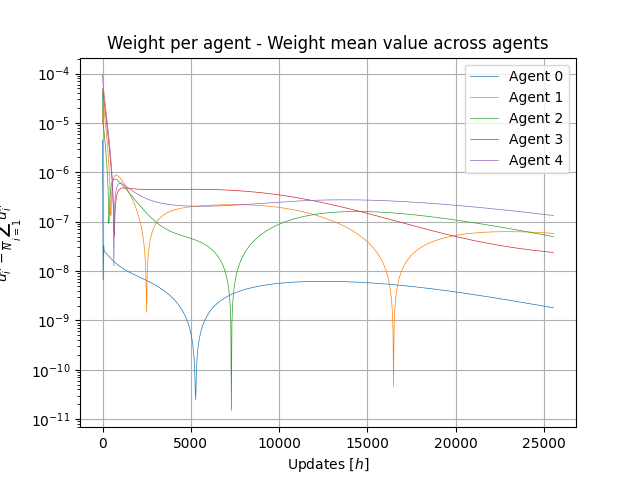 Weight per agent - Weight mean value across agents
Agent 0
Agent 1
Agent 2
Agent 3
Agent 4
10⁻⁴
10⁻⁵
10⁻⁶
10⁻⁷
10⁻⁸
10⁻⁹
10⁻¹⁰
10⁻¹¹
0 5000 10000 15000 20000 25000
Updates [h]